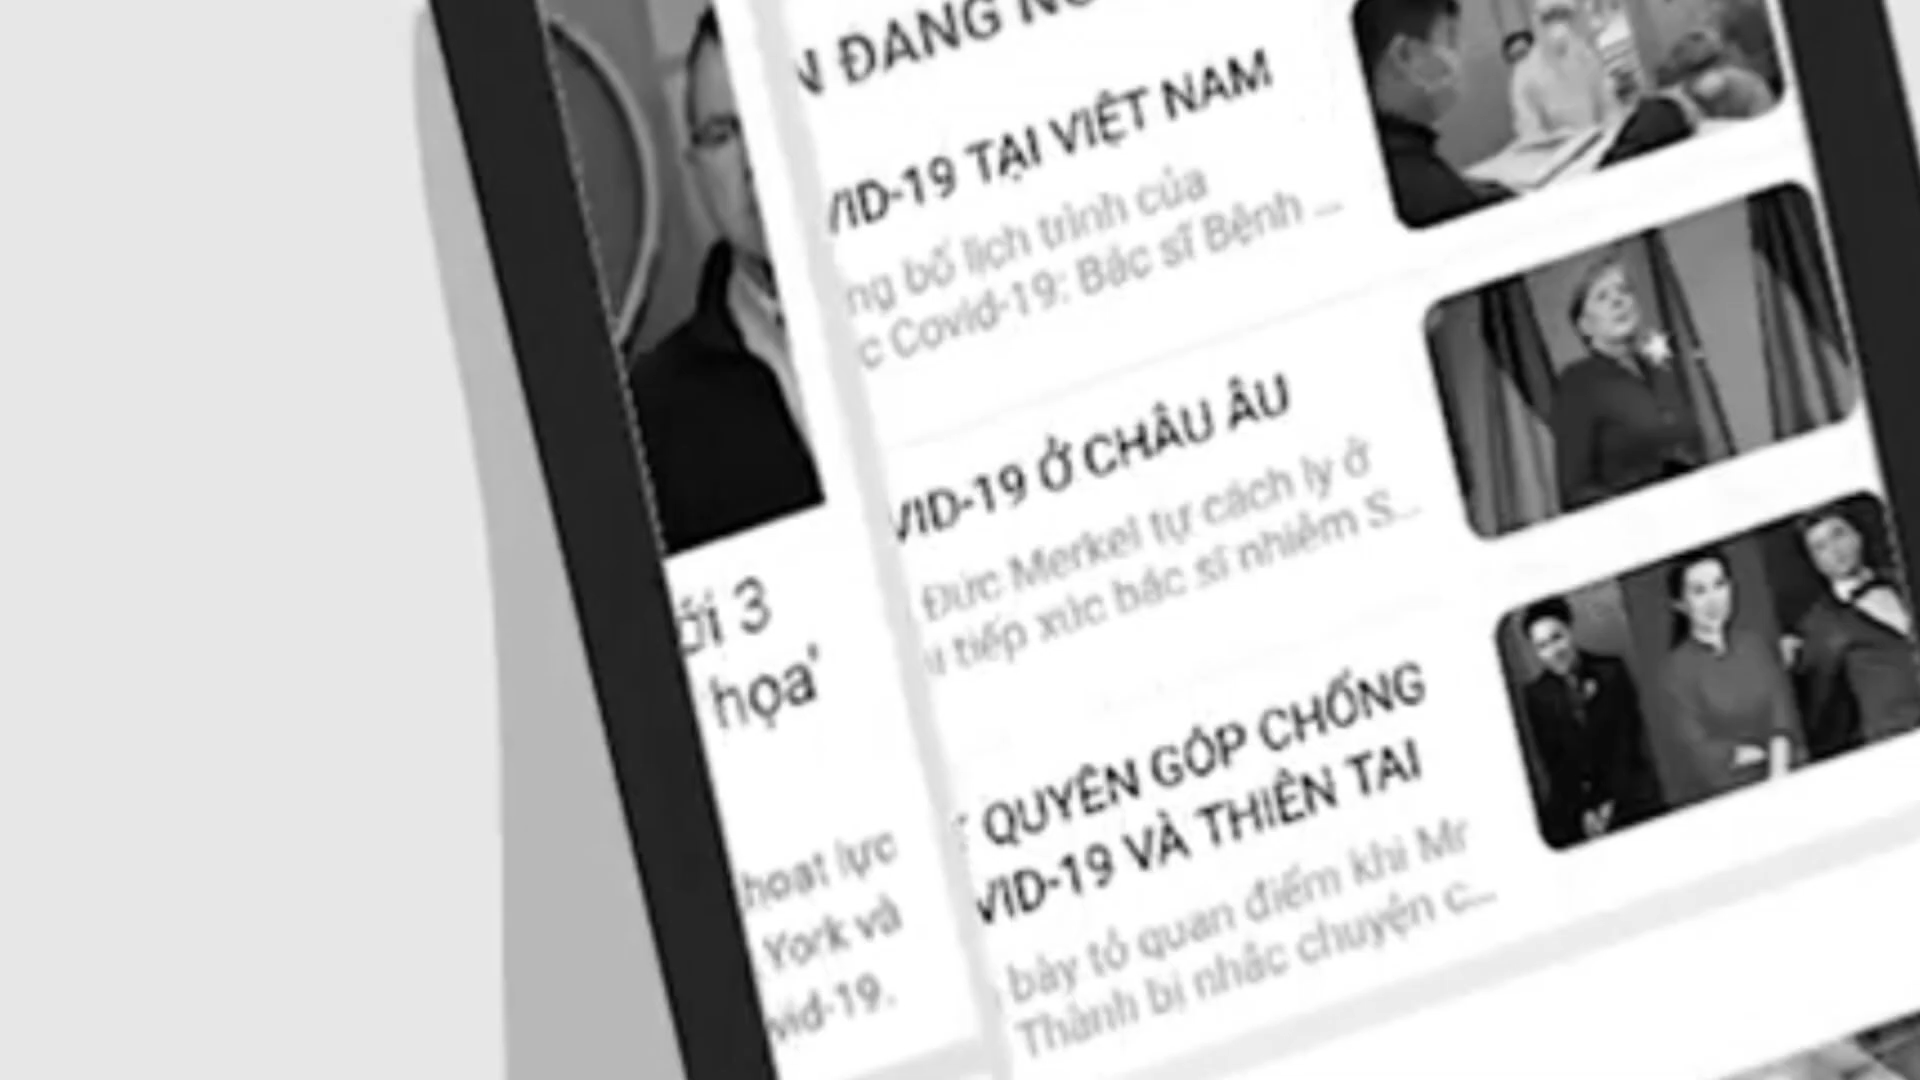 N ĐANG
VID-19 TẠI VIỆT NAM
ng bố lịch trình của
c Covid-19: Bác sĩ Bệnh ...
VID-19 Ở CHÂU ÂU
Đức Merkel tự cách ly ở
tiếp xúc bác sĩ nhiễm S...
QUYÊN GÓP CHỐNG
VID-19 VÀ THIÊN TAI
bày tỏ quan điểm khi Mr
Thành bị nhắc chuyện c...
ới 3
họa'
hoạt lực
York và
vid-19.